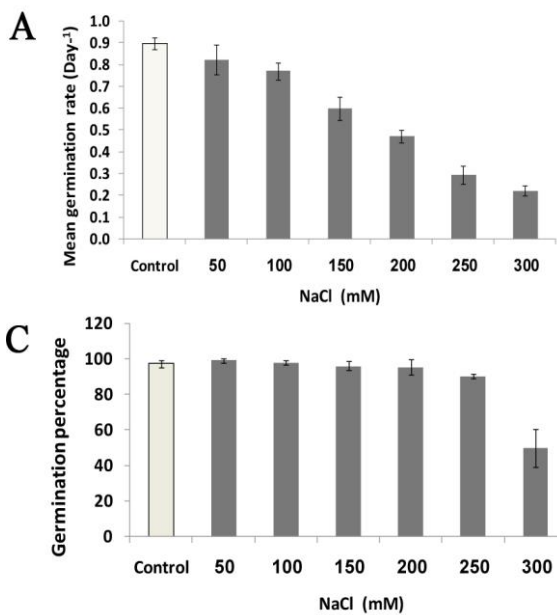 A
Mean germination rate (Day-1)
1.0
0.9
0.8
0.7
0.6
0.5
0.4
0.3
0.2
0.1
0.0
Control 50 100 150 200 250 300
NaCl (mM)
C
Germination percentage
120
100
80
60
40
20
0
Control 50 100 150 200 250 300
NaCl (mM)